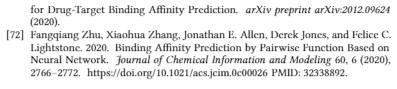 for Drug-Target Binding Affinity Prediction. arXiv preprint arXiv:2012.09624
(2020).
[72] Fangqiang Zhu, Xiaohua Zhang, Jonathan E. Allen, Derek Jones, and Felice C.
Lightstone. 2020. Binding Affinity Prediction by Pairwise Function Based on
Neural Network. Journal of Chemical Information and Modeling 60, 6 (2020),
2766–2772. https://doi.org/10.1021/acs.jcim.0c00026 PMID: 32338892.